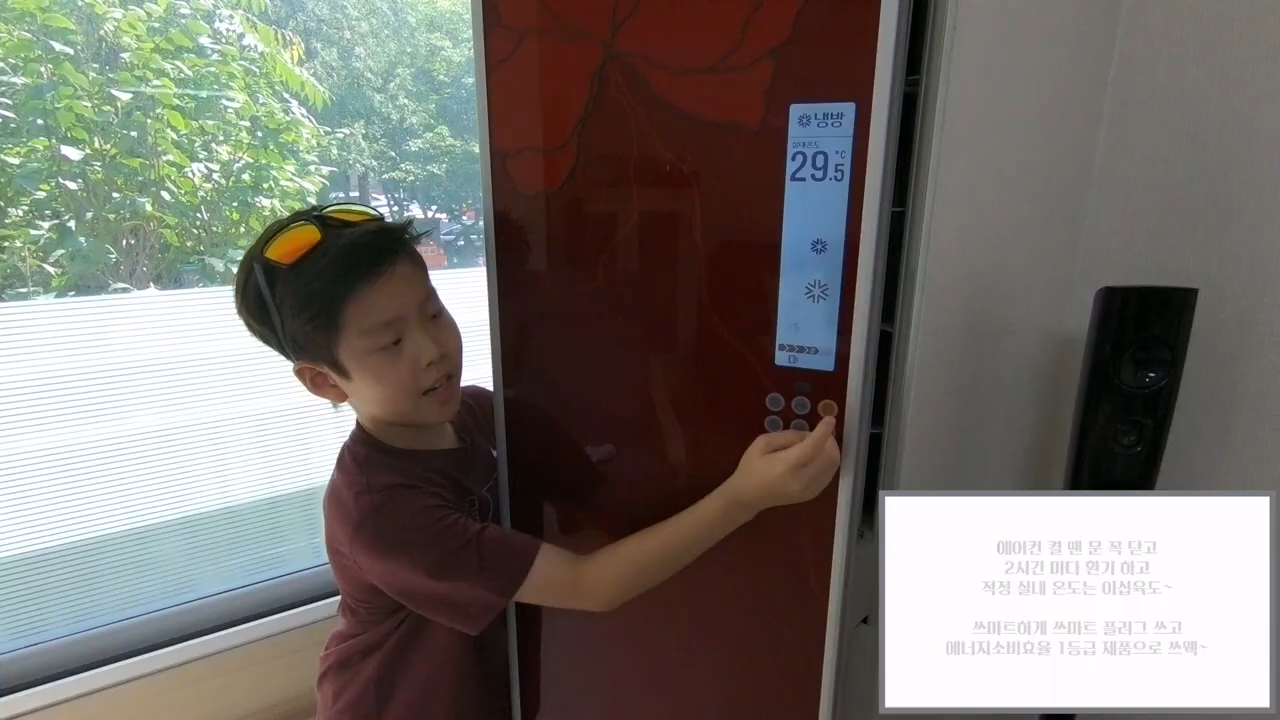 냉방
실내온도
29.5 °C
에이컨 켤 땐 문 꼭 닫고
2시간 마다 환기 하고
적정 실내 온도는 이십육도~
쓰마트하게 쓰마트 플러그 쓰고
에너지소비효율 1등급 제품으로 쓰웩~